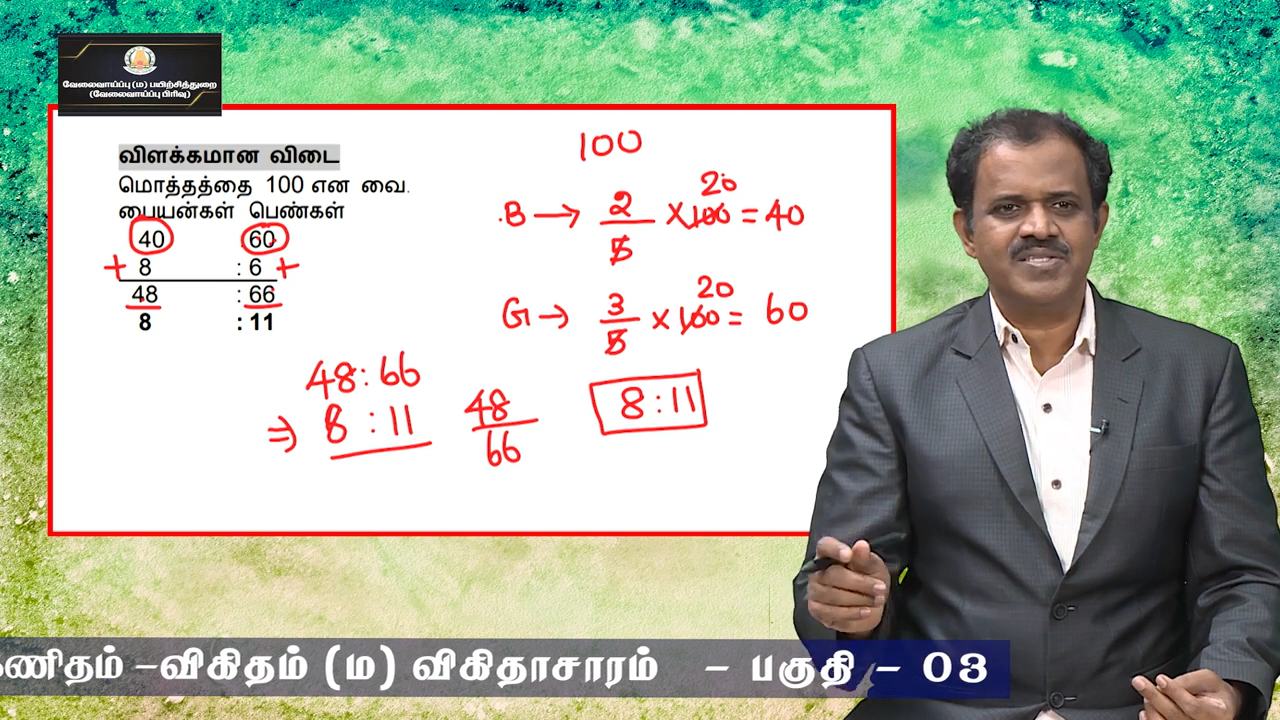 வேலைவாய்ப்பு (ம) பயிற்சித்துறை
(வேலைவாய்ப்பு பிரிவு)
விளக்கமான விடை
மொத்தத்தை 100 என வை.
பையன்கள் பெண்கள்
40 60
+ 8 : 6 +
48 : 66
8 : 11
100
B → 2/5 × 100 = 40
20
G → 3/5 × 100 = 60
20
48 : 66
⇒ 8 : 11
48/66
8 : 11
கணிதம் –விகிதம் (ம) விகிதாசாரம் – பகுதி – 03